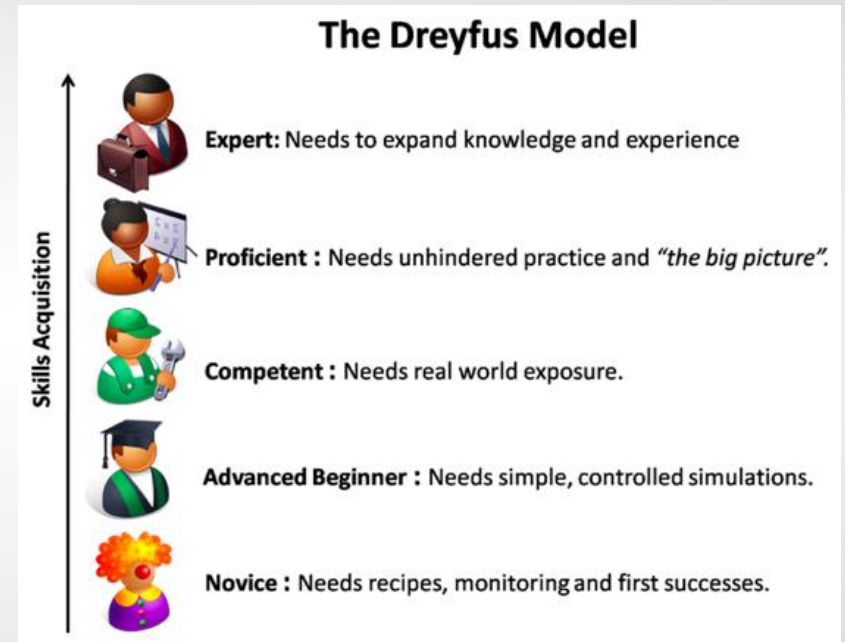 The Dreyfus Model
Expert: Needs to expand knowledge and experience
Proficient : Needs unhindered practice and “the big picture”.
Competent : Needs real world exposure.
Advanced Beginner : Needs simple, controlled simulations.
Novice : Needs recipes, monitoring and first successes.
Skills Acquisition